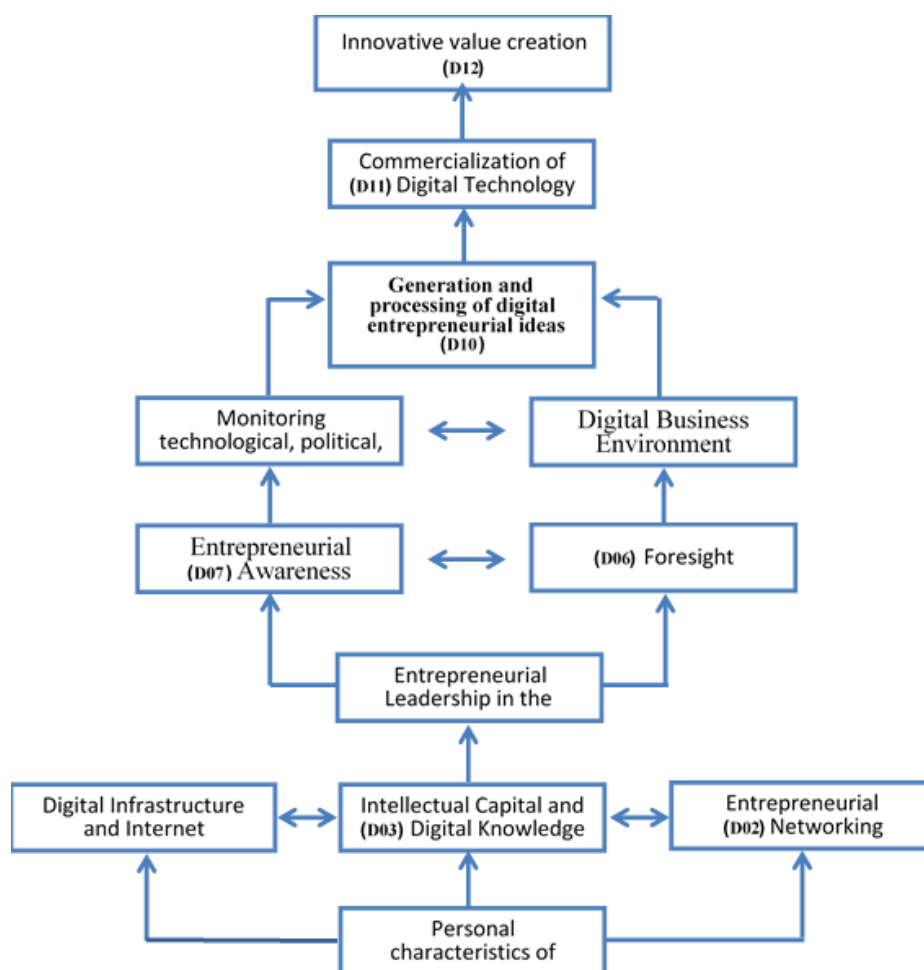 Innovative value creation
(D12)
Commercialization of
(D11) Digital Technology
Generation and
processing of digital
entrepreneurial ideas
(D10)
Monitoring
technological, political,
Digital Business
Environment
Entrepreneurial
(D07) Awareness
(D06) Foresight
Entrepreneurial
Leadership in the
Digital Infrastructure
and Internet
Intellectual Capital and
(D03) Digital Knowledge
Entrepreneurial
(D02) Networking
Personal
characteristics of